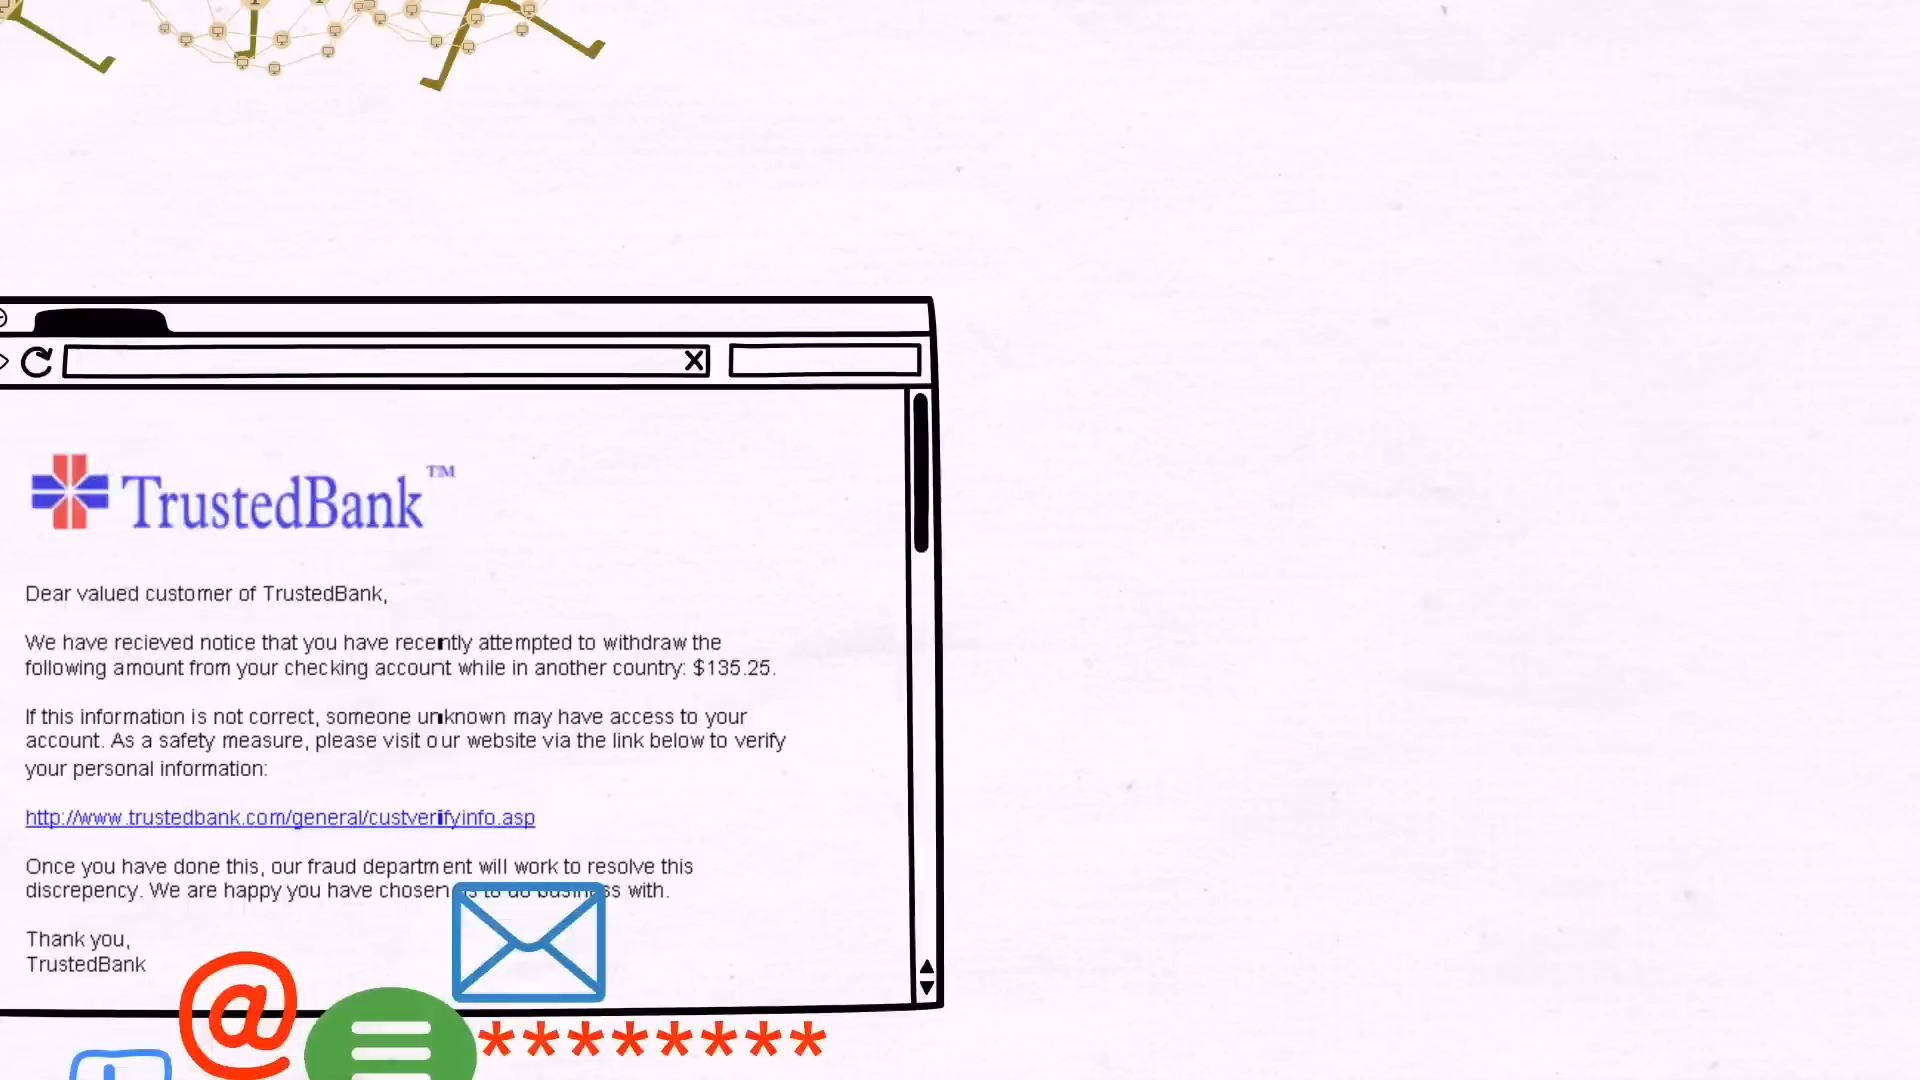 TrustedBank™
Dear valued customer of TrustedBank,
We have recieved notice that you have recently attempted to withdraw the
following amount from your checking account while in another country: $135.25.
If this information is not correct, someone unknown may have access to your
account. As a safety measure, please visit our website via the link below to verify
your personal information:
http://www.trustedbank.com/general/custverifyinfo.asp
Once you have done this, our fraud department will work to resolve this
discrepency. We are happy you have chosen us to do business with.
Thank you,
TrustedBank
@
********